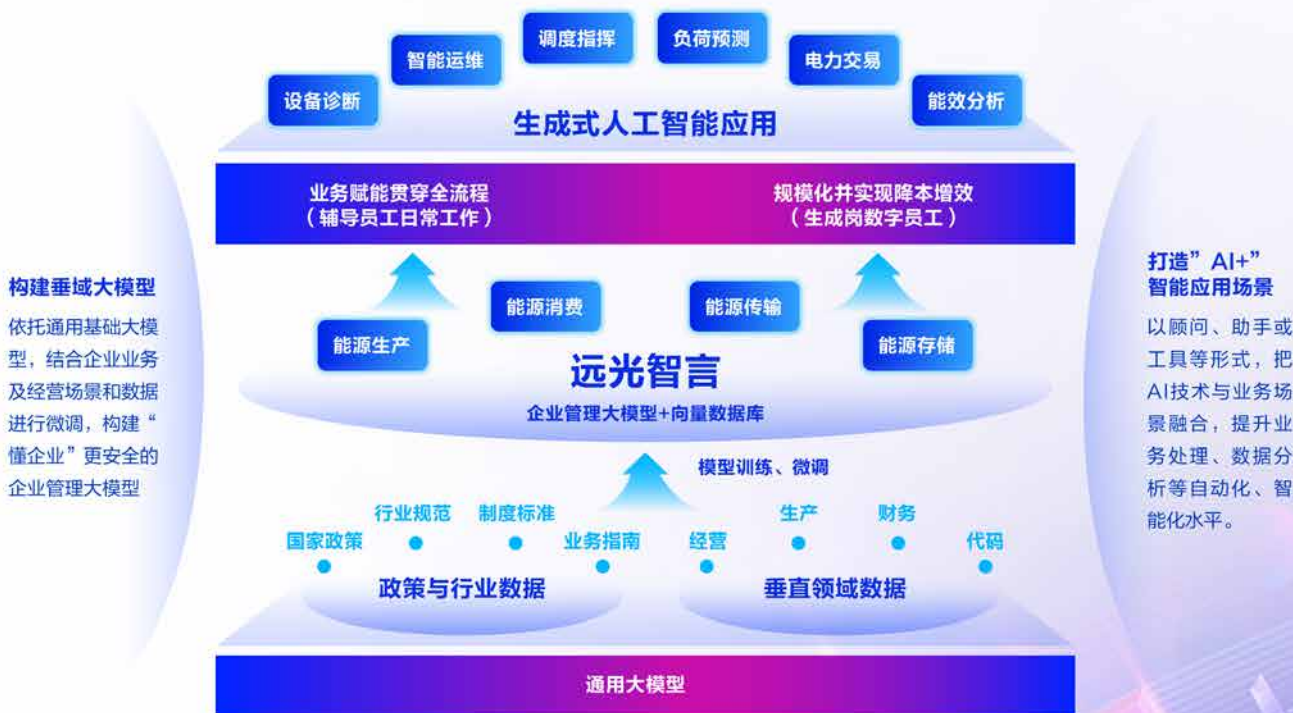 调度指挥
负荷预测
智能运维
电力交易
设备诊断
能效分析
生成式人工智能应用
业务赋能贯穿全流程
（辅导员工日常工作）
规模化并实现降本增效
（生成岗数字员工）
构建垂域大模型
依托通用基础大模
型，结合企业业务
及经营场景和数据
进行微调，构建“
懂企业”更安全的
企业管理大模型
能源消费
能源传输
能源生产
能源存储
远光智言
企业管理大模型+向量数据库
打造”AI+”
智能应用场景
以顾问、助手或
工具等形式，把
AI技术与业务场
景融合，提升业
务处理、数据分
析等自动化、智
能化水平。
模型训练、微调
国家政策
行业规范
制度标准
业务指南
经营
生产
财务
代码
政策与行业数据
垂直领域数据
通用大模型